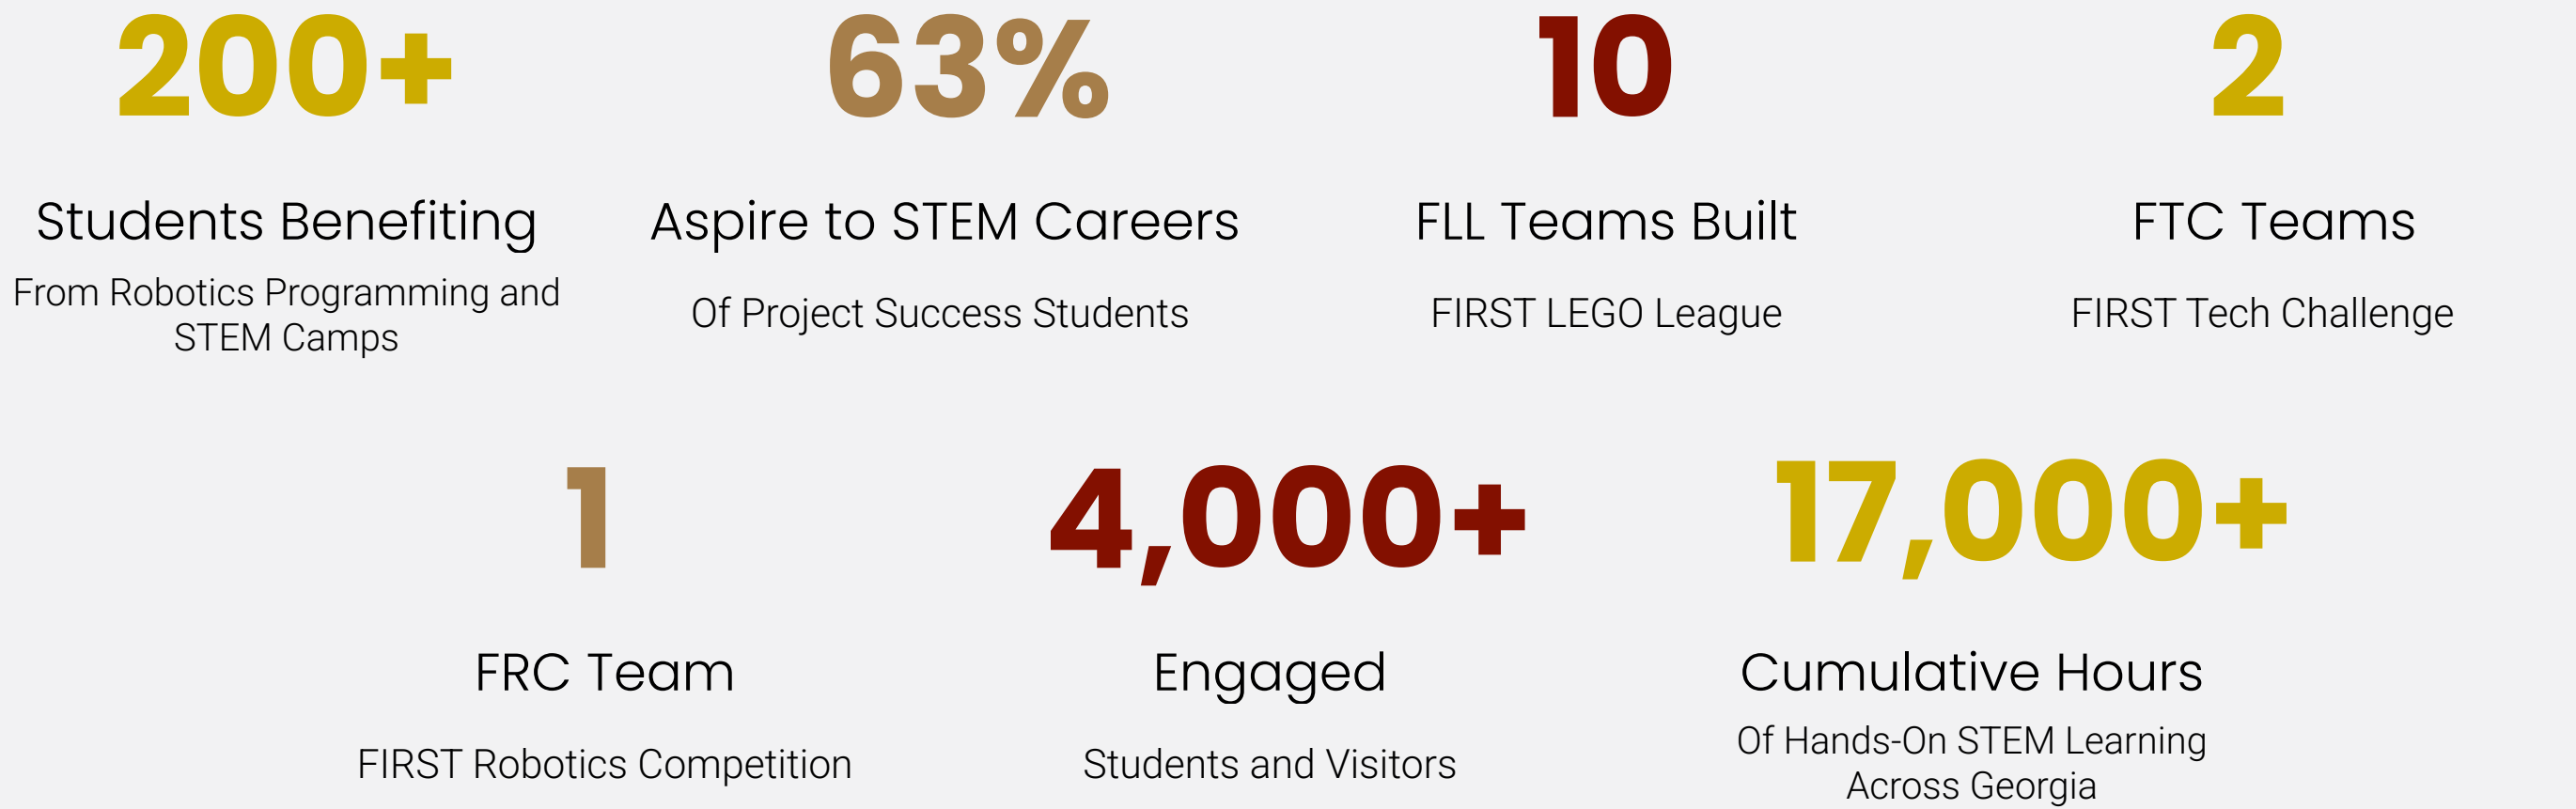 200+
Students Benefiting
From Robotics Programming and
STEM Camps
63%
Aspire to STEM Careers
Of Project Success Students
10
FLL Teams Built
FIRST LEGO League
2
FTC Teams
FIRST Tech Challenge
1
FRC Team
FIRST Robotics Competition
4,000+
Engaged
Students and Visitors
17,000+
Cumulative Hours
Of Hands-On STEM Learning
Across Georgia